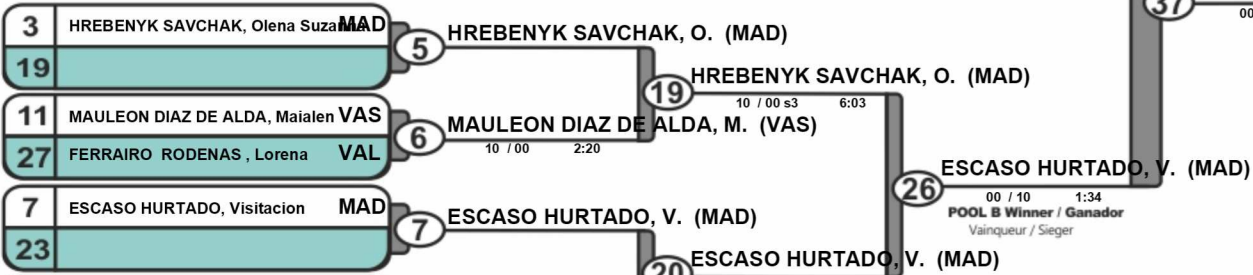 3 HREBENYK SAVCHAK, Olena Suzanna MAD
19
5
HREBENYK SAVCHAK, O. (MAD)
11 MAULEON DIAZ DE ALDA, Maialen VAS
27 FERRAIRO RODENAS , Lorena VAL
6
MAULEON DIAZ DE ALDA, M. (VAS)
10 / 00 2:20
7 ESCASO HURTADO, Visitacion MAD
23
7
ESCASO HURTADO, V. (MAD)
19
HREBENYK SAVCHAK, O. (MAD)
10 / 00 s3 6:03
20
ESCASO HURTADO, V. (MAD)
26
ESCASO HURTADO, V. (MAD)
00 / 10 1:34
POOL B Winner / Ganador
Vainqueur / Sieger
37
00